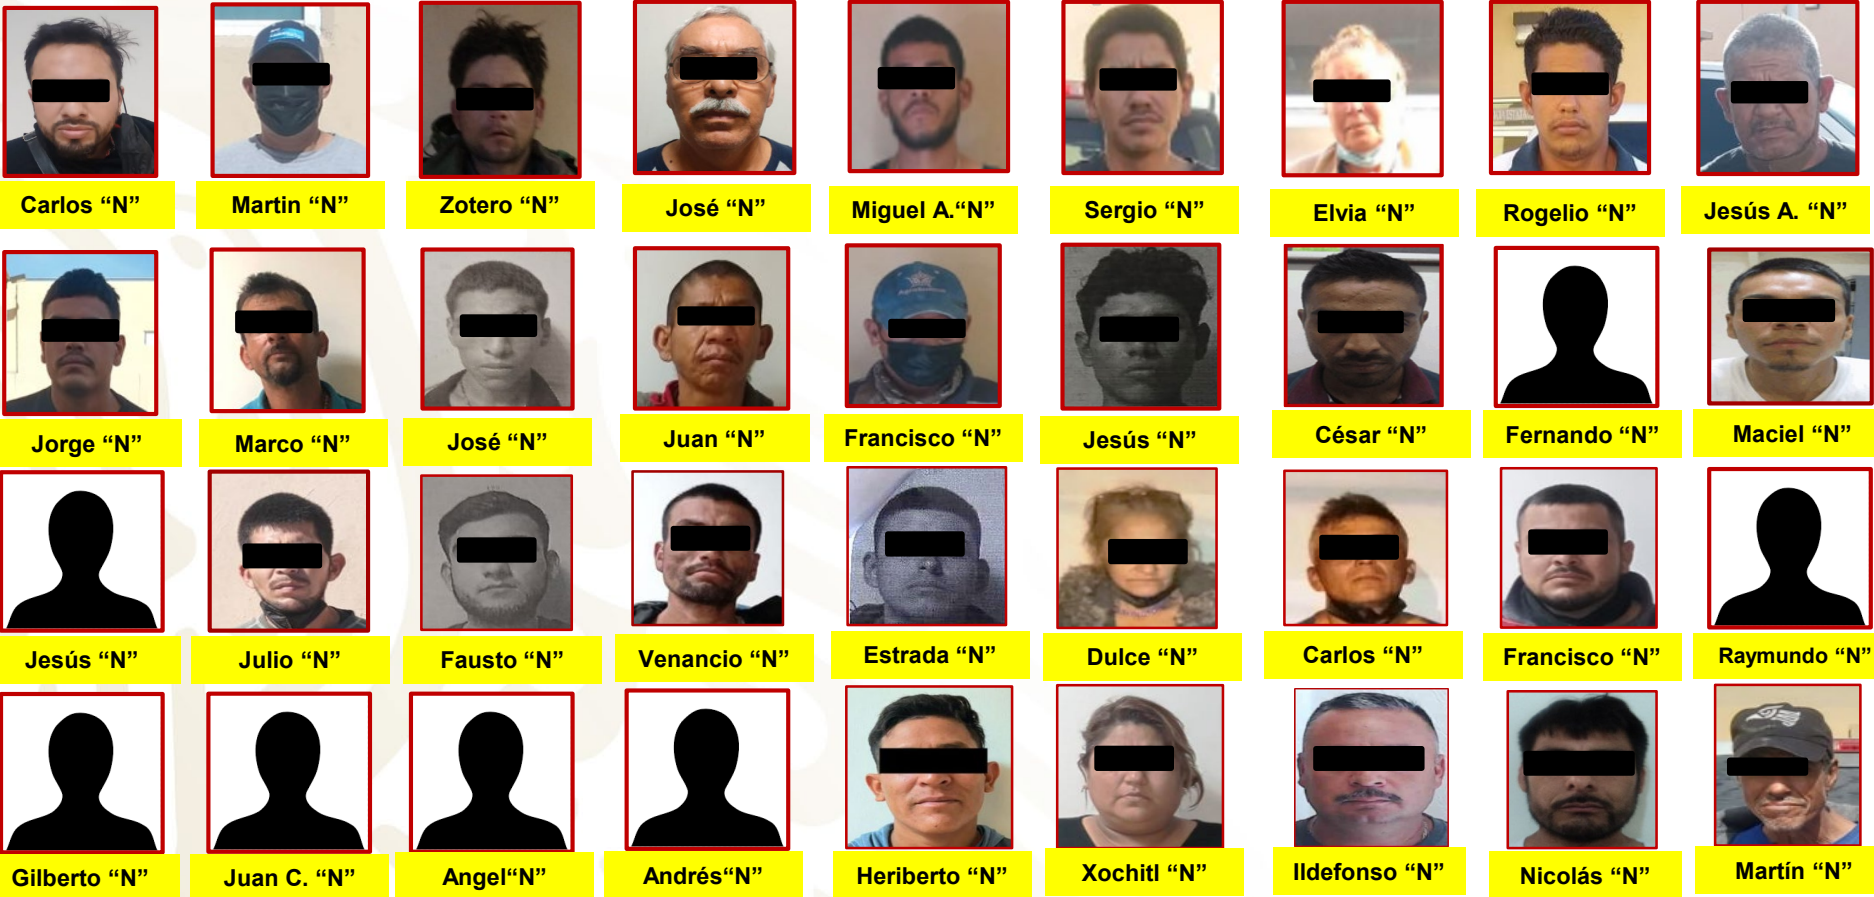 Carlos “N”
Martin “N”
Zotero “N”
José “N”
Miguel A.“N”
Sergio “N”
Elvia “N”
Rogelio “N”
Jesús A. “N”
Jorge “N”
Marco “N”
José “N”
Juan “N”
Francisco “N”
Jesús “N”
César “N”
Fernando “N”
Maciel “N”
Jesús “N”
Julio “N”
Fausto “N”
Venancio “N”
Estrada “N”
Dulce “N”
Carlos “N”
Francisco “N”
Raymundo “N”
Gilberto “N”
Juan C. “N”
Angel“N”
Andrés“N”
Heriberto “N”
Xochitl “N”
Ildefonso “N”
Nicolás “N”
Martín “N”